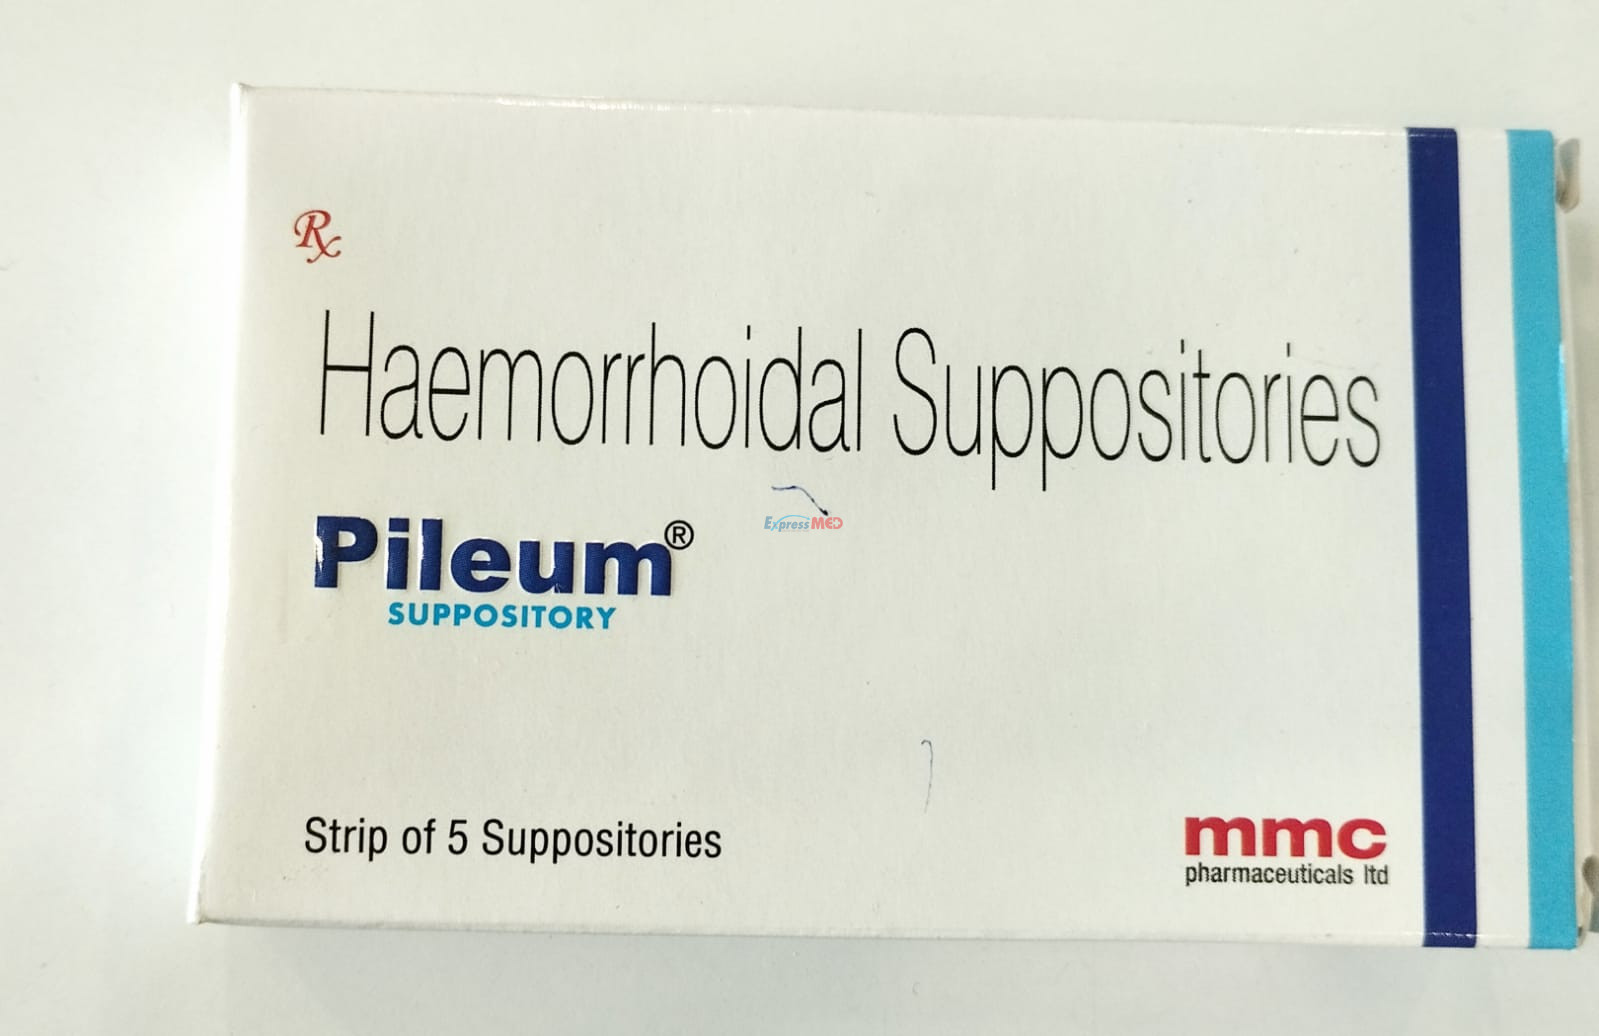 Rx
Haemorrhoidal Suppositories
ExpressMED
Pileum®
SUPPOSITORY
Strip of 5 Suppositories
mmc
pharmaceuticals ltd